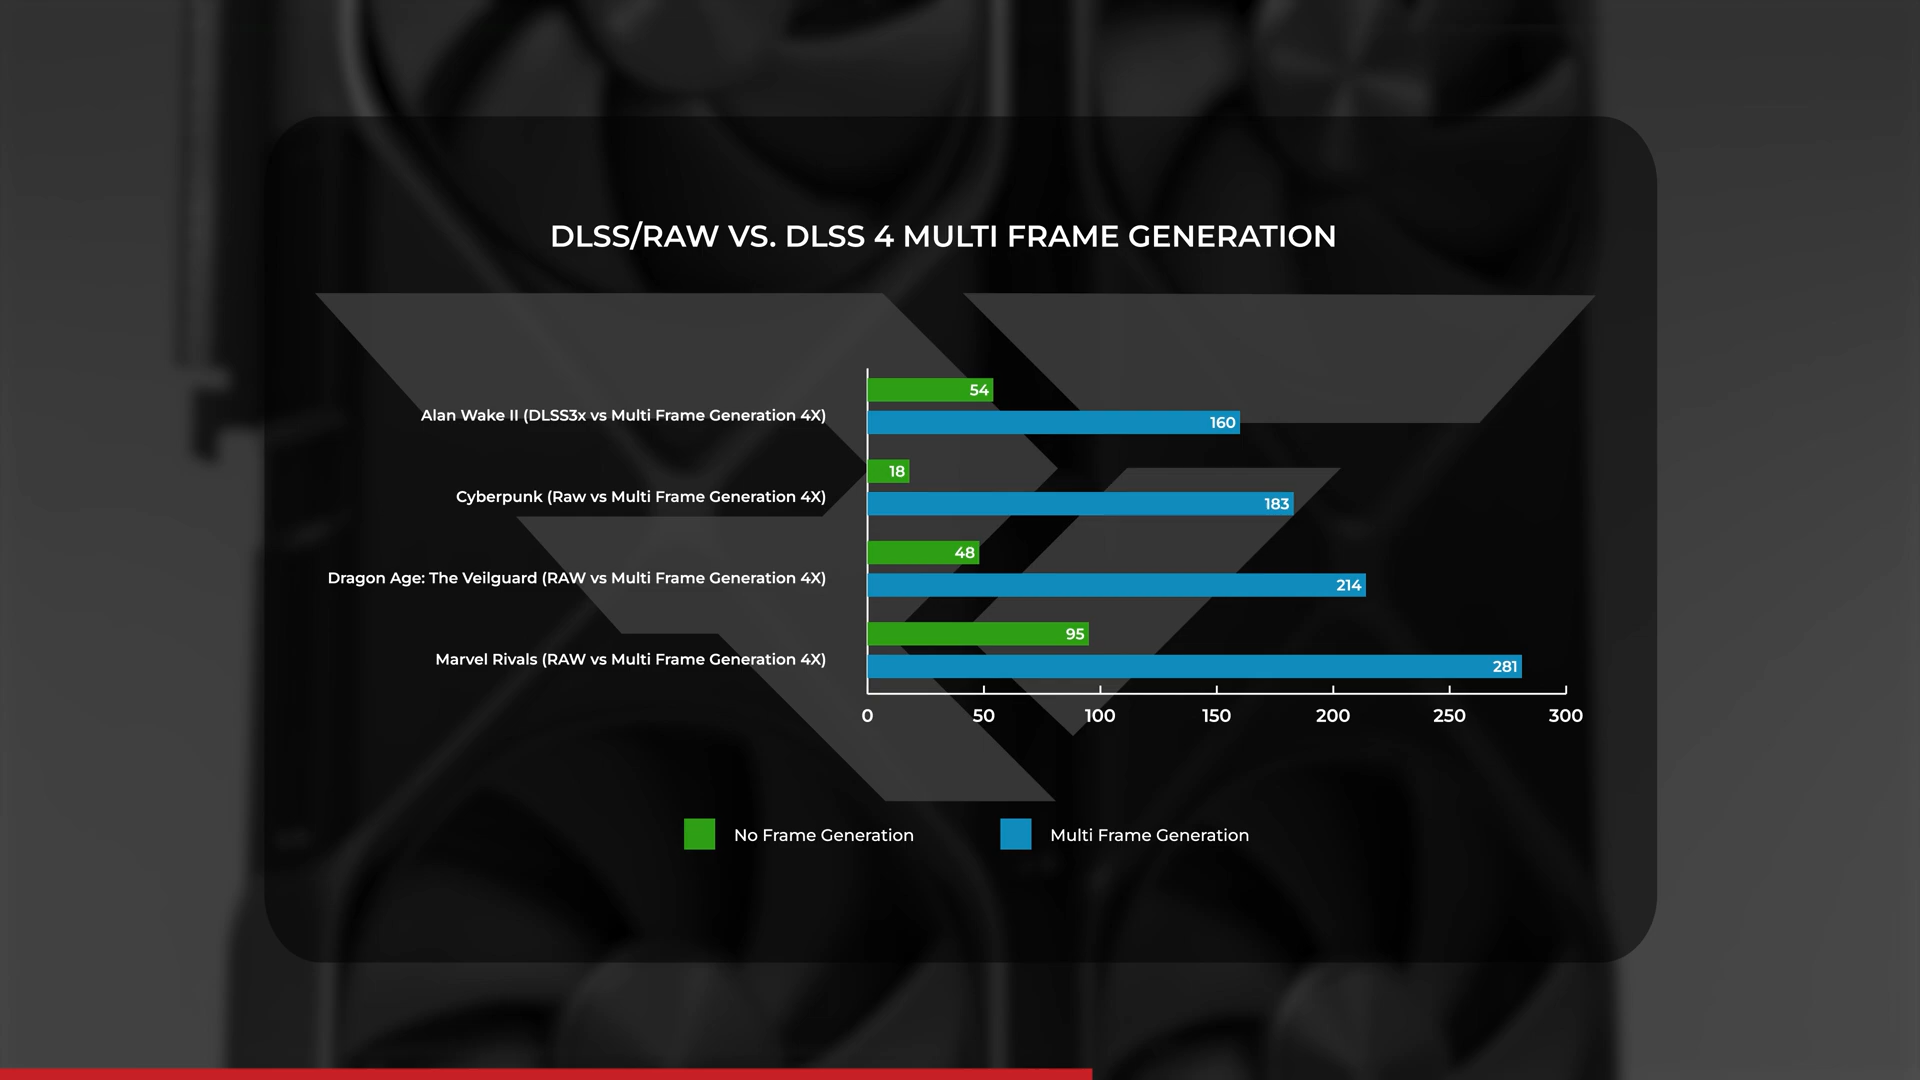 DLSS/RAW VS. DLSS 4 MULTI FRAME GENERATION
54
Alan Wake II (DLSS3x vs Multi Frame Generation 4X)
160
18
Cyberpunk (Raw vs Multi Frame Generation 4X)
183
48
Dragon Age: The Veilguard (RAW vs Multi Frame Generation 4X)
214
95
Marvel Rivals (RAW vs Multi Frame Generation 4X)
281
0 50 100 150 200 250 300
No Frame Generation Multi Frame Generation